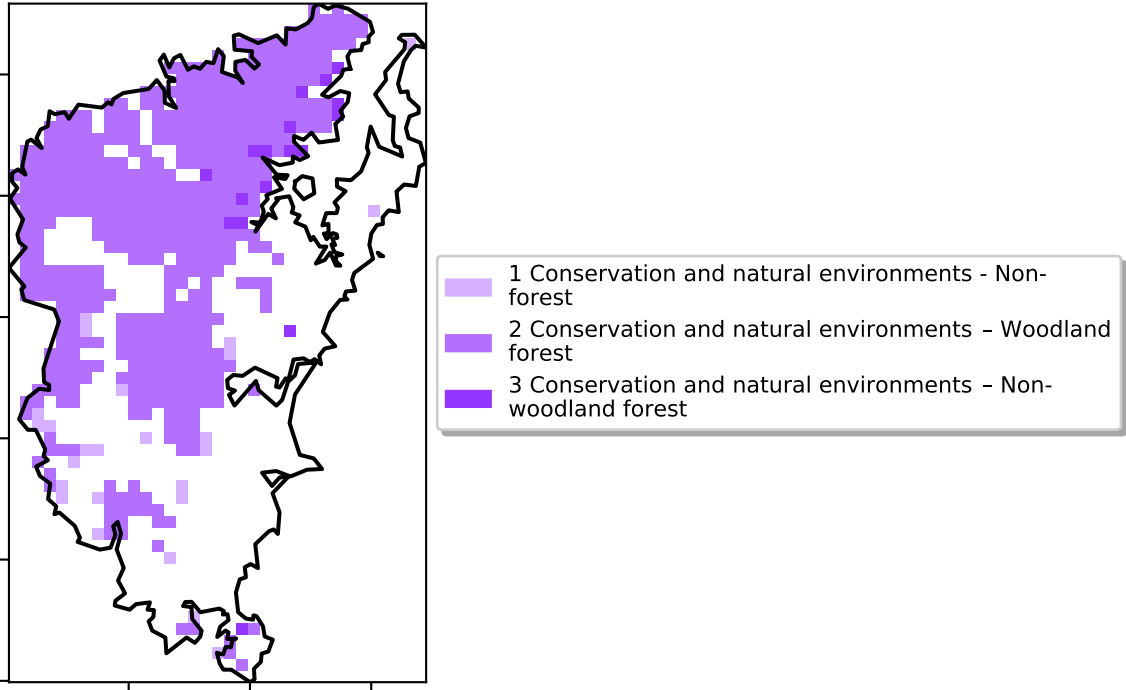 1 Conservation and natural environments - Non-
forest
2 Conservation and natural environments – Woodland
forest
3 Conservation and natural environments – Non-
woodland forest